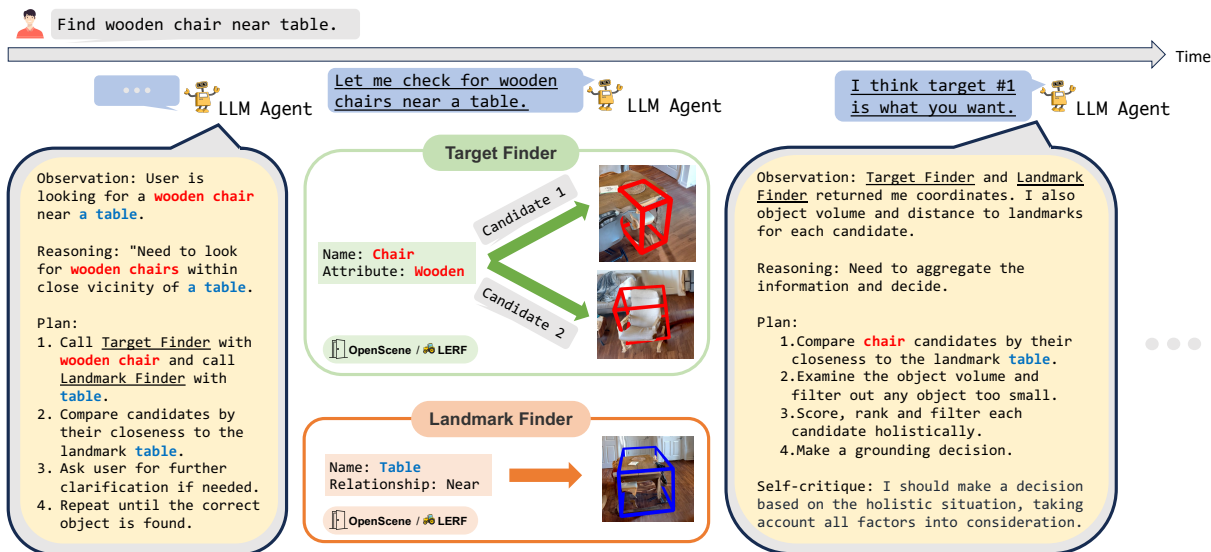 Find wooden chair near table.
Time
LLM Agent
Let me check for wooden
chairs near a table.
LLM Agent
I think target #1
is what you want.
LLM Agent
Observation: User is
looking for a wooden chair
near a table.
Reasoning: "Need to look
for wooden chairs within
close vicinity of a table.
Plan:
1. Call Target Finder with
wooden chair and call
Landmark Finder with
table.
2. Compare candidates by
their closeness to the
landmark table.
3. Ask user for further
clarification if needed.
4. Repeat until the correct
object is found.
Target Finder
Name: Chair
Attribute: Wooden
Candidate 1
Candidate 2
OpenScene / LERF
Landmark Finder
Name: Table
Relationship: Near
OpenScene / LERF
Observation: Target Finder and Landmark
Finder returned me coordinates. I also
object volume and distance to landmarks
for each candidate.
Reasoning: Need to aggregate the
information and decide.
Plan:
1.Compare chair candidates by their
closeness to the landmark table.
2.Examine the object volume and
filter out any object too small.
3.Score, rank and filter each
candidate holistically.
4.Make a grounding decision.
Self-critique: I should make a decision
based on the holistic situation, taking
account all factors into consideration.